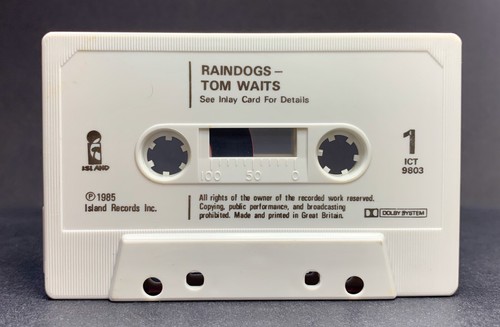 RAINDOGS –
TOM WAITS
See Inlay Card For Details
ISLAND
1
ICT
9803
100 50 0
℗ 1985
Island Records Inc.
All rights of the owner of the recorded work reserved.
Copying, public performance, and broadcasting
prohibited. Made and printed in Great Britain.
DOLBY SYSTEM